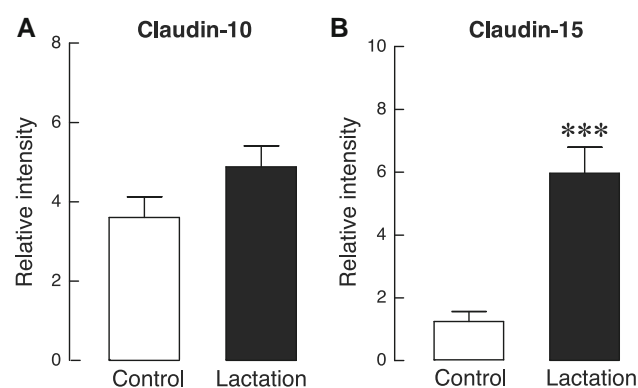 A Claudin-10
Relative intensity
8
6
4
2
0
Control Lactation
B Claudin-15
Relative intensity
10
8
6
4
2
0
***
Control Lactation